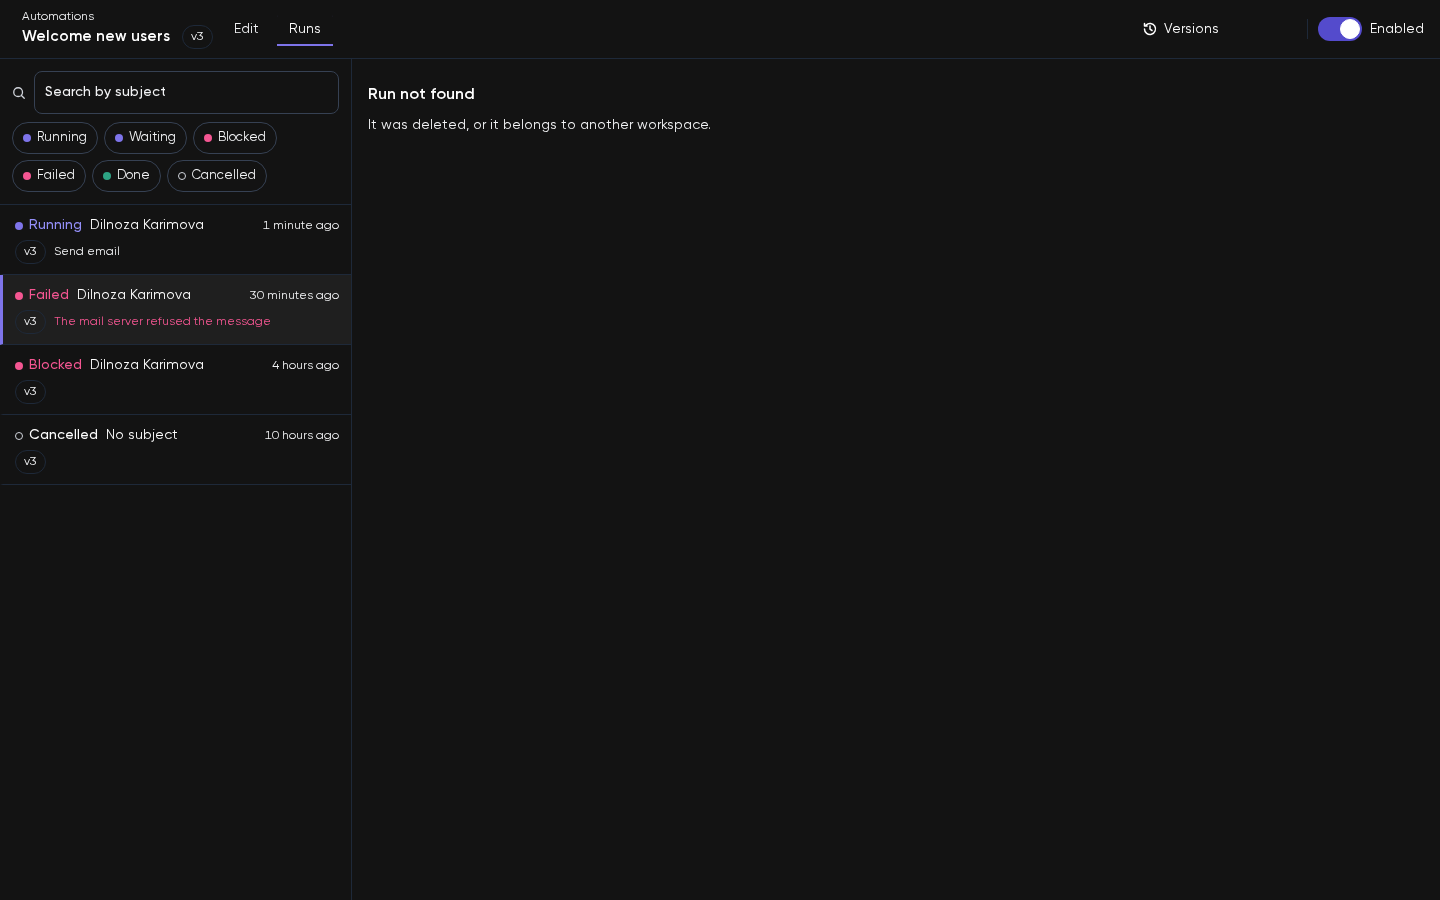 Automations
Welcome new users v3
Edit
Runs
Versions
Enabled
Search by subject
Running
Waiting
Blocked
Failed
Done
Cancelled
Running Dilnoza Karimova 1 minute ago
v3 Send email
Failed Dilnoza Karimova 30 minutes ago
v3 The mail server refused the message
Blocked Dilnoza Karimova 4 hours ago
v3
Cancelled No subject 10 hours ago
v3
Run not found
It was deleted, or it belongs to another workspace.